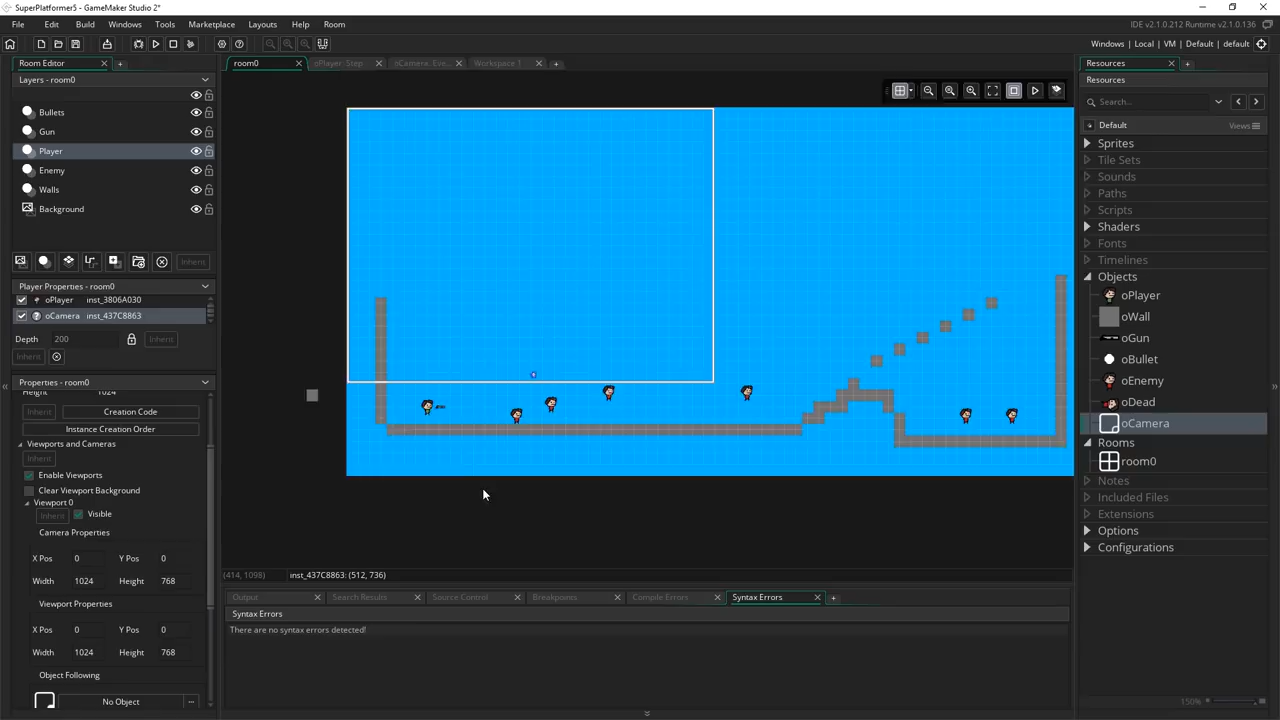 SuperPlatformer5 - GameMaker Studio 2*
File Edit Build Windows Tools Marketplace Layouts Help Room
IDE v2.1.0.212 Runtime v2.1.0.136
Windows | Local | VM | Default | default
Room Editor
room0
oPlayer: Step
oCamera: Eve...
Workspace 1
Resources
Layers - room0
Resources
Search...
Bullets
Gun
Player
Enemy
Walls
Background
Inherit
Player Properties - room0
oPlayer inst_3806A030
oCamera inst_437C8863
Depth 200 Inherit
Inherit
Properties - room0
Height 1024
Inherit Creation Code
Instance Creation Order
Viewports and Cameras
Inherit
Enable Viewports
Clear Viewport Background
Viewport 0
Inherit Visible
Camera Properties
X Pos 0 Y Pos 0
Width 1024 Height 768
Viewport Properties
X Pos 0 Y Pos 0
Width 1024 Height 768
Object Following
No Object ...
(414, 1098) inst_437C8863: (512, 736)
Output Search Results Source Control Breakpoints Compile Errors Syntax Errors
Syntax Errors
There are no syntax errors detected!
Default Views
Sprites
Tile Sets
Sounds
Paths
Scripts
Shaders
Fonts
Timelines
Objects
oPlayer
oWall
oGun
oBullet
oEnemy
oDead
oCamera
Rooms
room0
Notes
Included Files
Extensions
Options
Configurations
150%